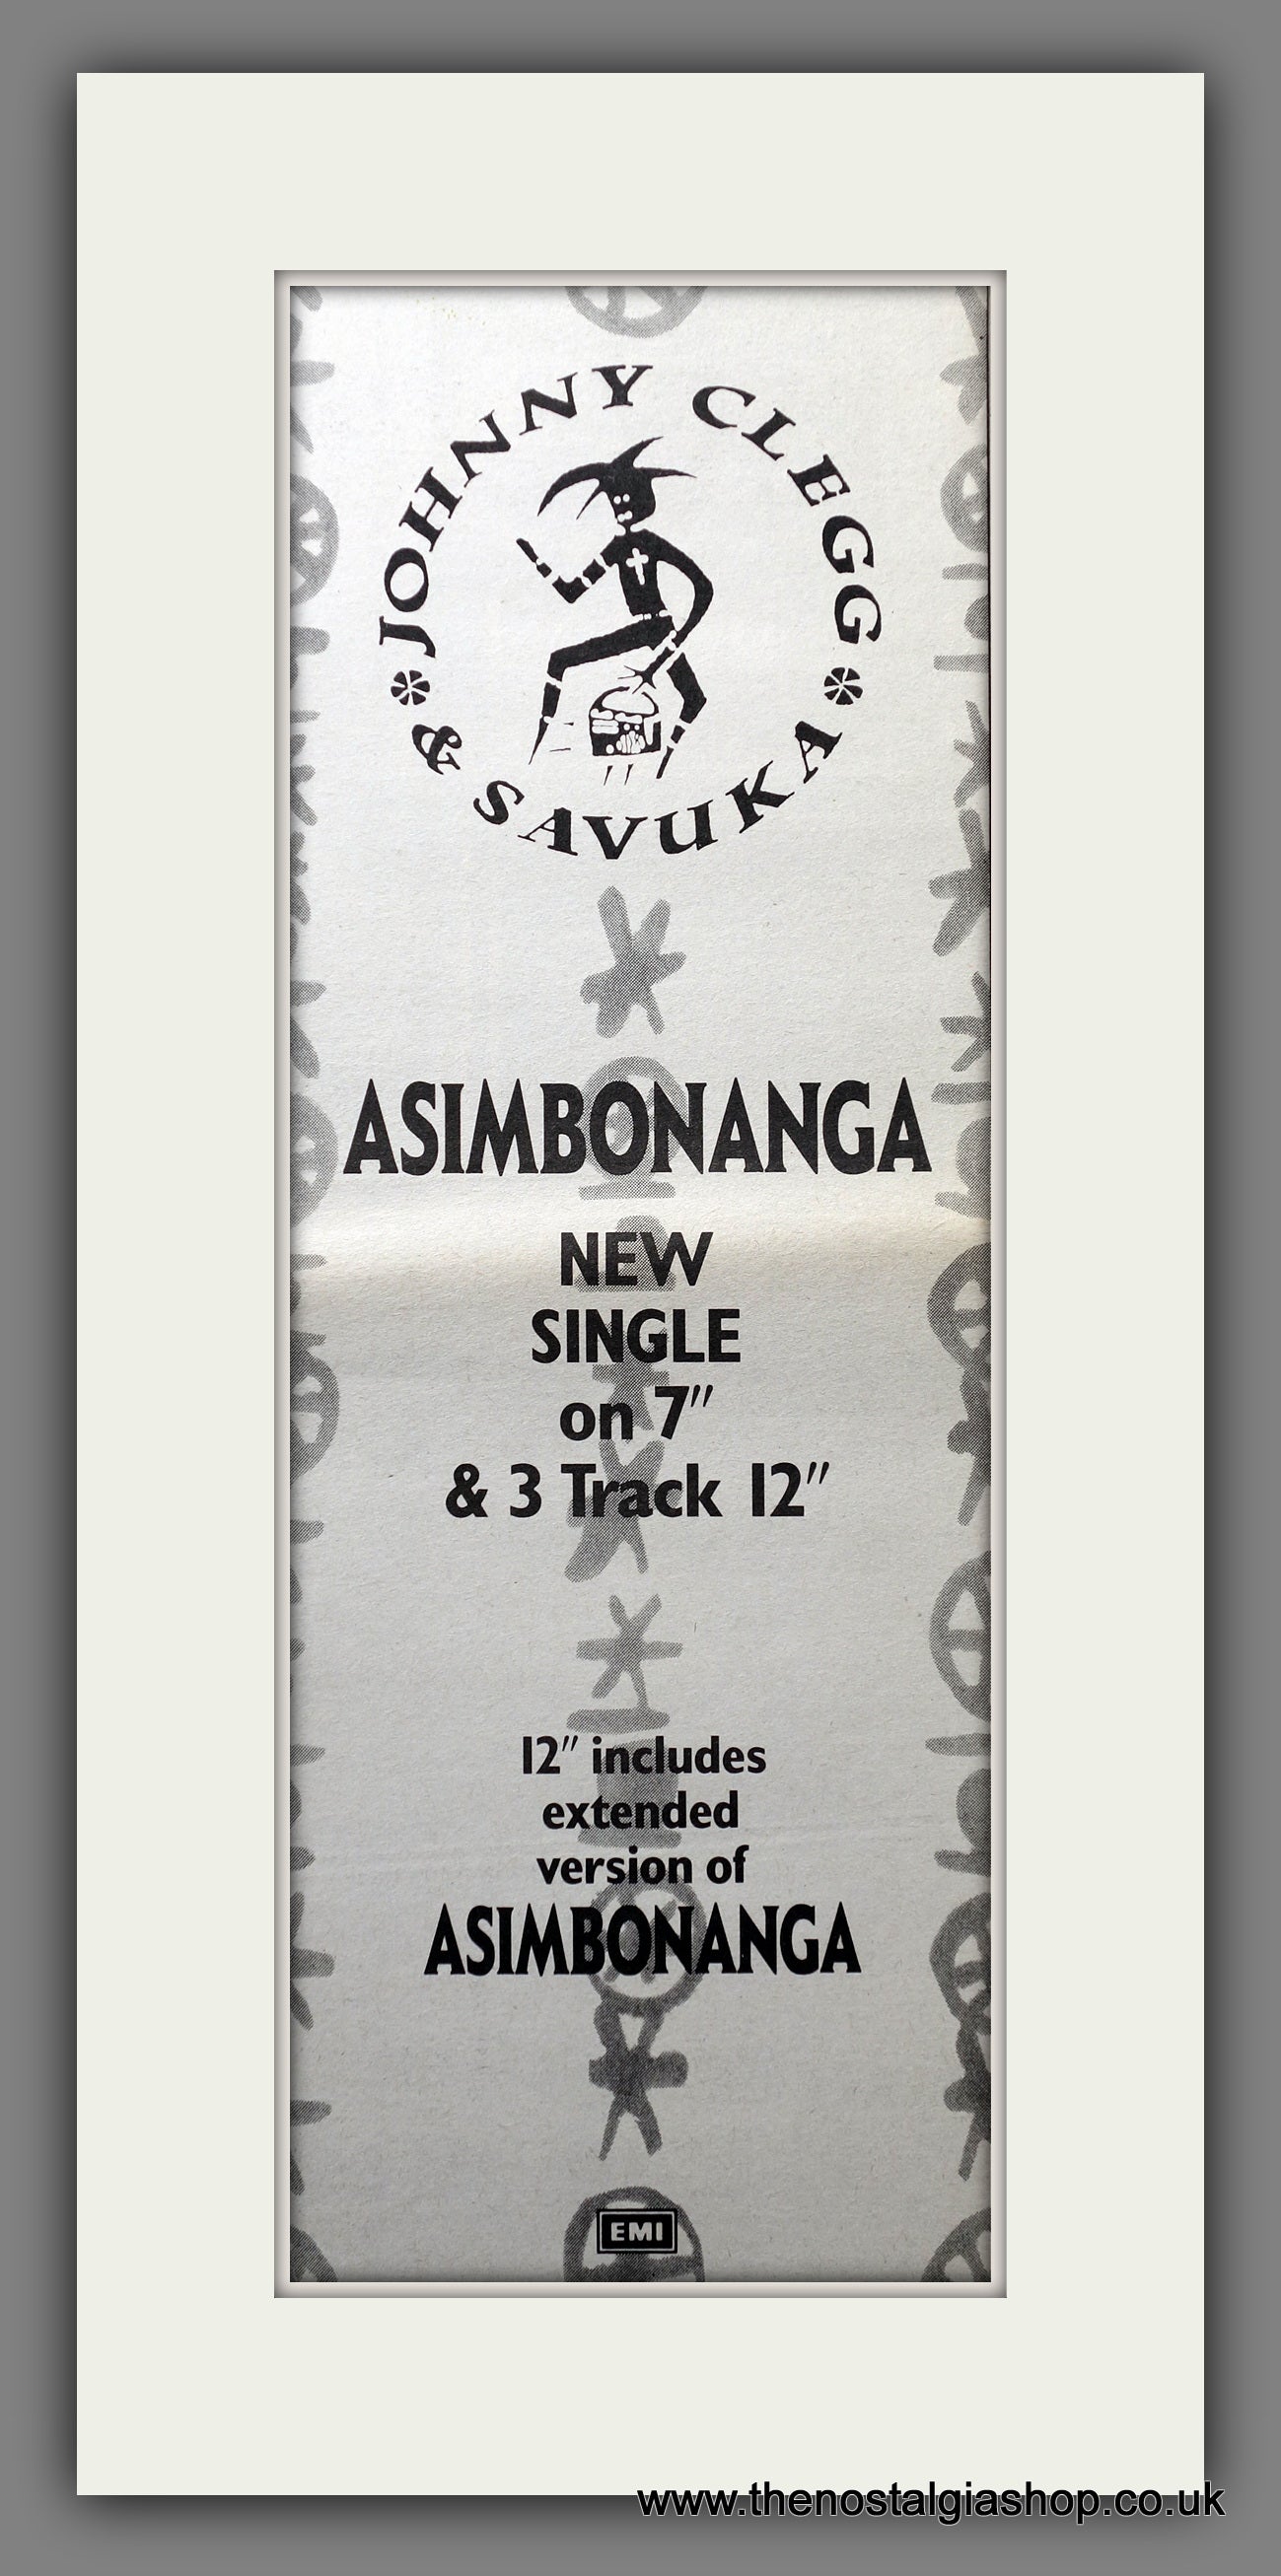 JOHNNY CLEGG
& SAVUKA
ASIMBONANGA
NEW
SINGLE
on 7"
& 3 Track 12"
12" includes
extended
version of
ASIMBONANGA
EMI
www.thenostalgiashop.co.uk